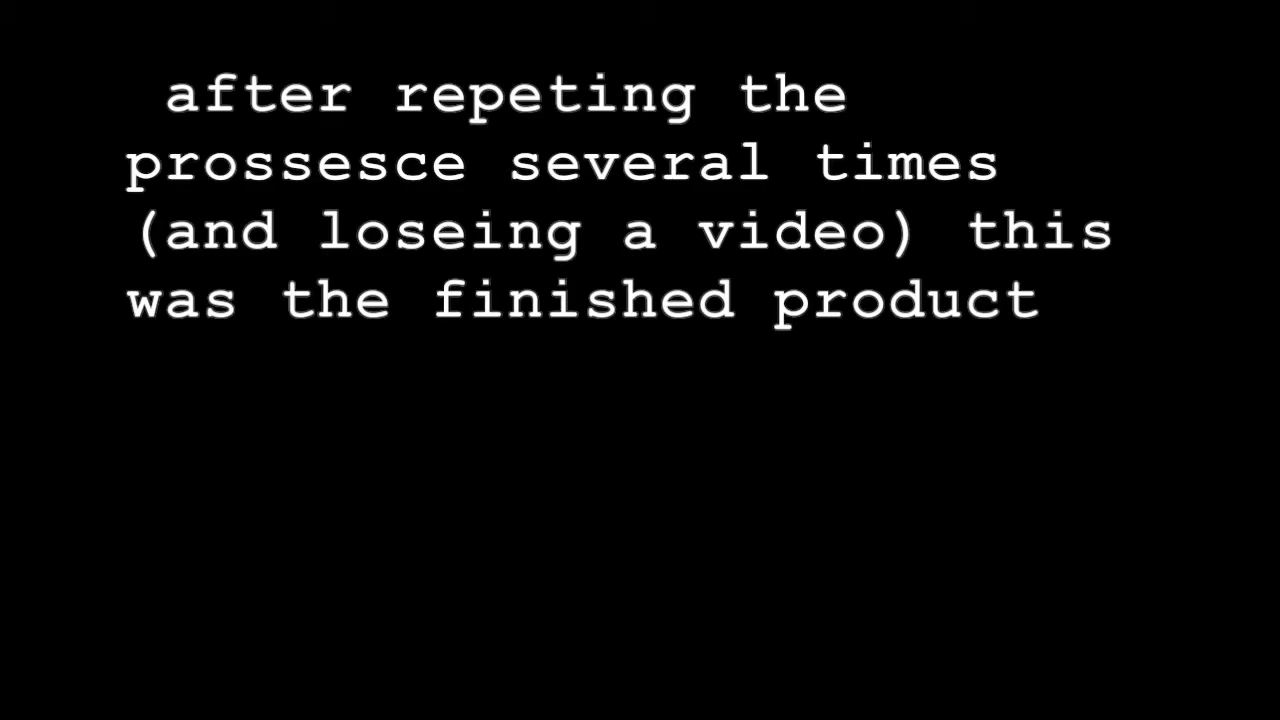 after repeting the
prossesce several times
(and loseing a video) this
was the finished product